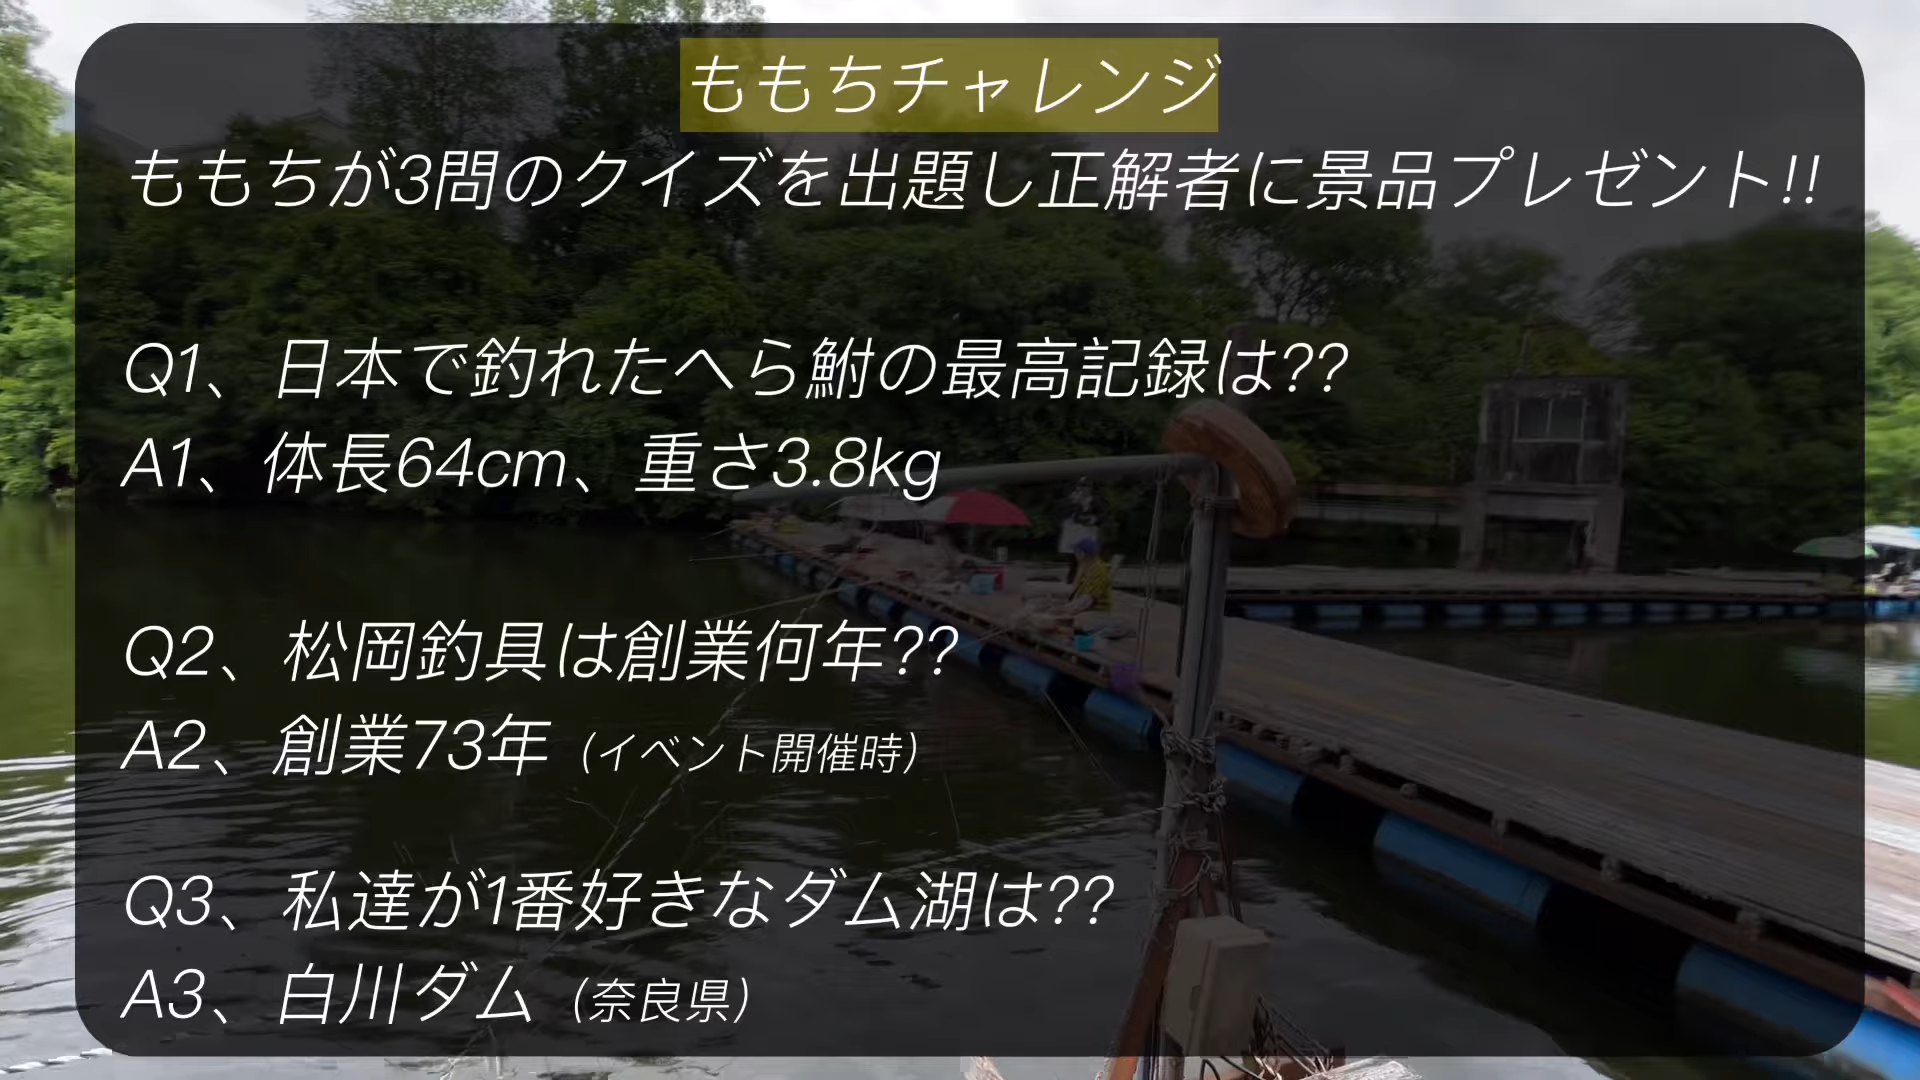 ももちチャレンジ
ももちが3問のクイズを出題し正解者に景品プレゼント!!
Q1、日本で釣れたへら鮒の最高記録は??
A1、体長64cm、重さ3.8kg
Q2、松岡釣具は創業何年??
A2、創業73年（イベント開催時）
Q3、私達が1番好きなダム湖は??
A3、白川ダム（奈良県）